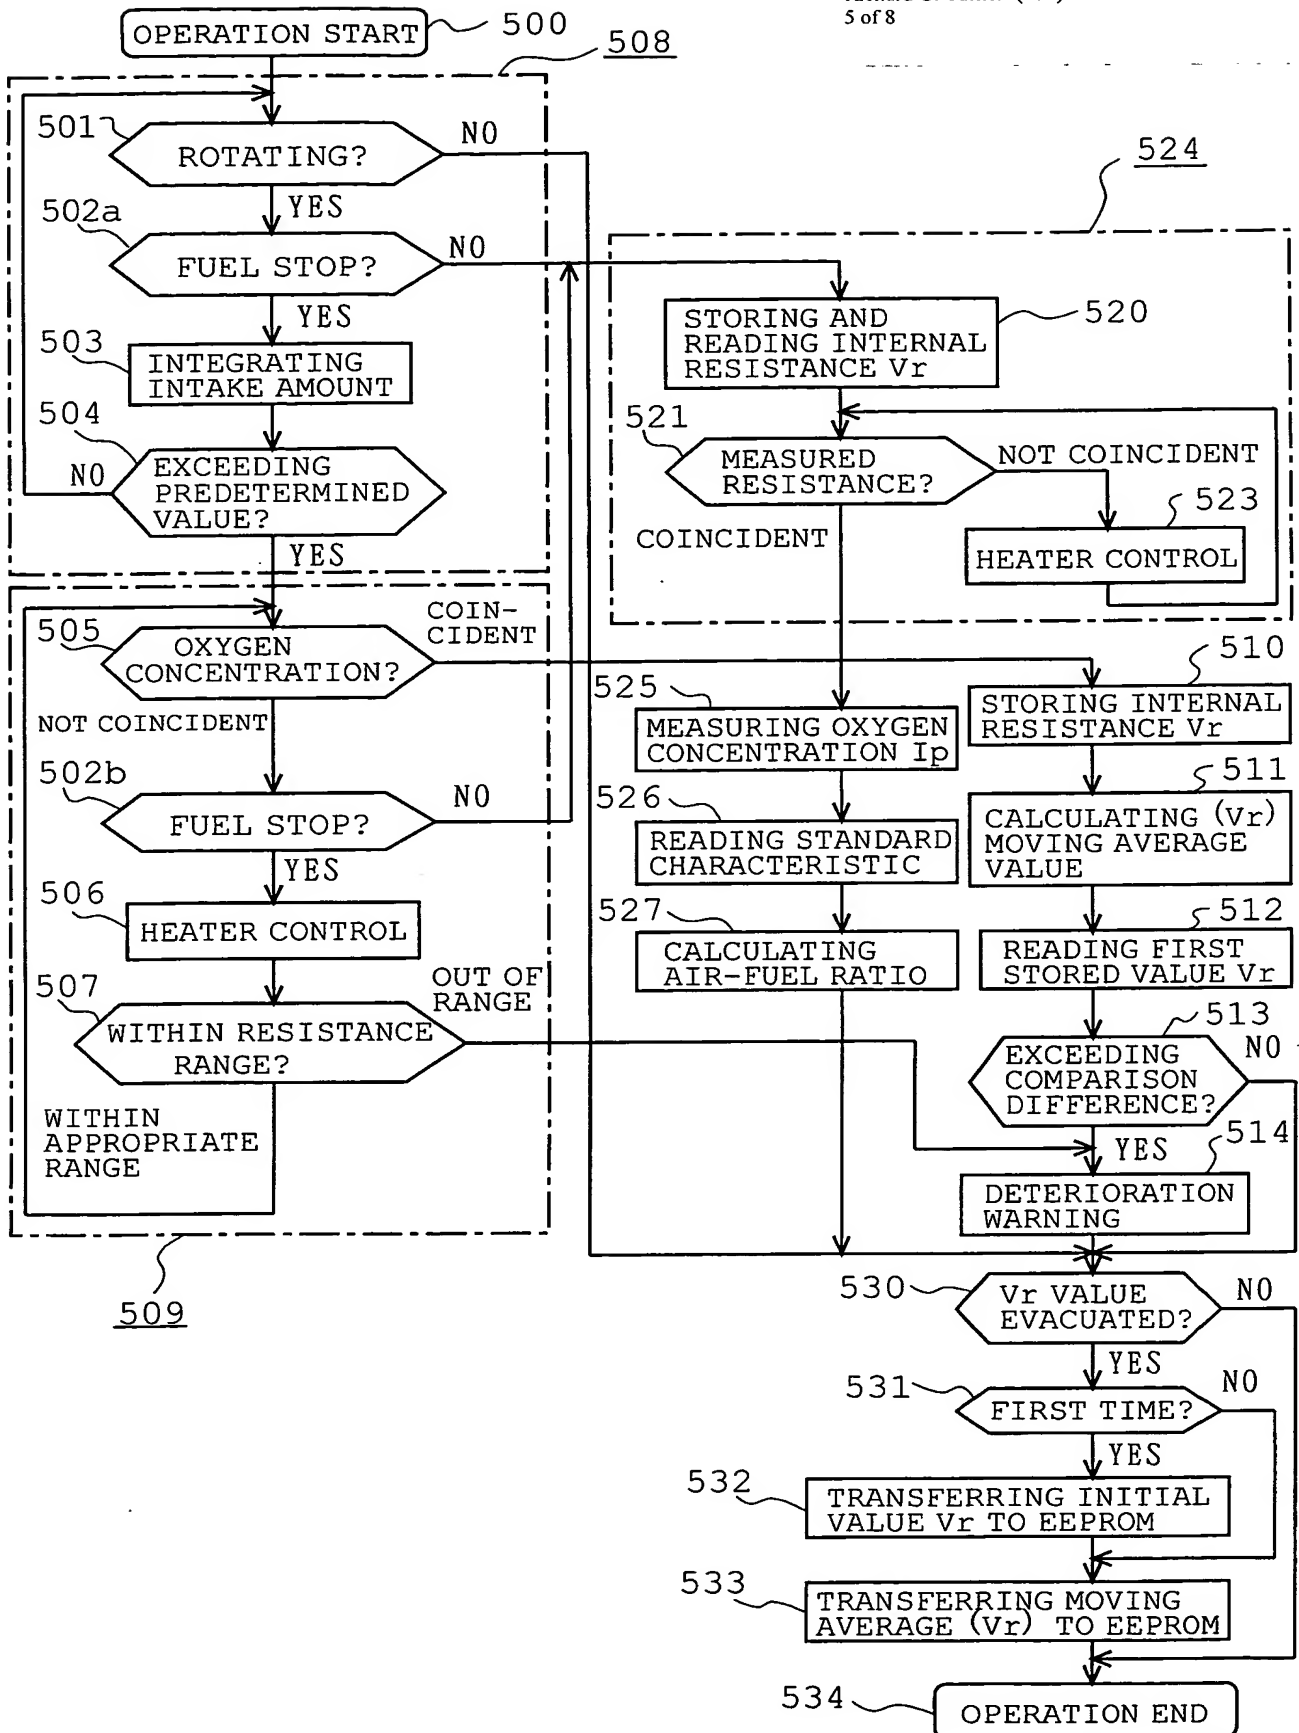 5 of 8
OPERATION START
500
508
501
ROTATING?
NO
YES
502a
FUEL STOP?
NO
YES
503
INTEGRATING
INTAKE AMOUNT
504
EXCEEDING
PREDETERMINED
VALUE?
NO
YES
524
STORING AND
READING INTERNAL
RESISTANCE Vr
520
521
MEASURED
RESISTANCE?
NOT COINCIDENT
523
COINCIDENT
HEATER CONTROL
505
OXYGEN
CONCENTRATION?
COIN-
CIDENT
NOT COINCIDENT
502b
FUEL STOP?
NO
YES
506
HEATER CONTROL
507
WITHIN RESISTANCE
RANGE?
OUT OF
RANGE
WITHIN
APPROPRIATE
RANGE
509
525
MEASURING OXYGEN
CONCENTRATION Ip
526
READING STANDARD
CHARACTERISTIC
527
CALCULATING
AIR-FUEL RATIO
510
STORING INTERNAL
RESISTANCE Vr
511
CALCULATING (Vr)
MOVING AVERAGE
VALUE
512
READING FIRST
STORED VALUE Vr
513
EXCEEDING
COMPARISON
DIFFERENCE?
NO
YES
514
DETERIORATION
WARNING
530
Vr VALUE
EVACUATED?
NO
YES
531
FIRST TIME?
NO
YES
532
TRANSFERRING INITIAL
VALUE Vr TO EEPROM
533
TRANSFERRING MOVING
AVERAGE (Vr) TO EEPROM
534
OPERATION END